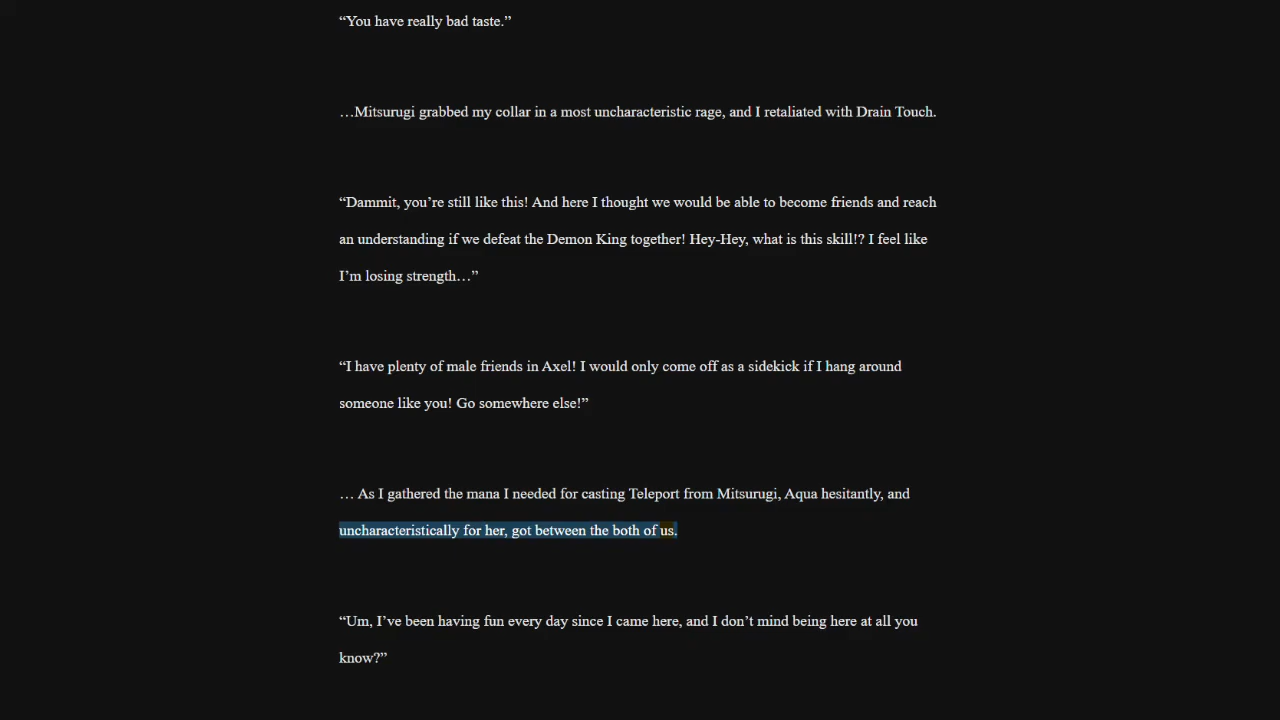 “You have really bad taste.”
…Mitsurugi grabbed my collar in a most uncharacteristic rage, and I retaliated with Drain Touch.
“Dammit, you’re still like this! And here I thought we would be able to become friends and reach
an understanding if we defeat the Demon King together! Hey-Hey, what is this skill!? I feel like
I’m losing strength…”
“I have plenty of male friends in Axel! I would only come off as a sidekick if I hang around
someone like you! Go somewhere else!”
… As I gathered the mana I needed for casting Teleport from Mitsurugi, Aqua hesitantly, and
uncharacteristically for her, got between the both of us.
“Um, I’ve been having fun every day since I came here, and I don’t mind being here at all you
know?”